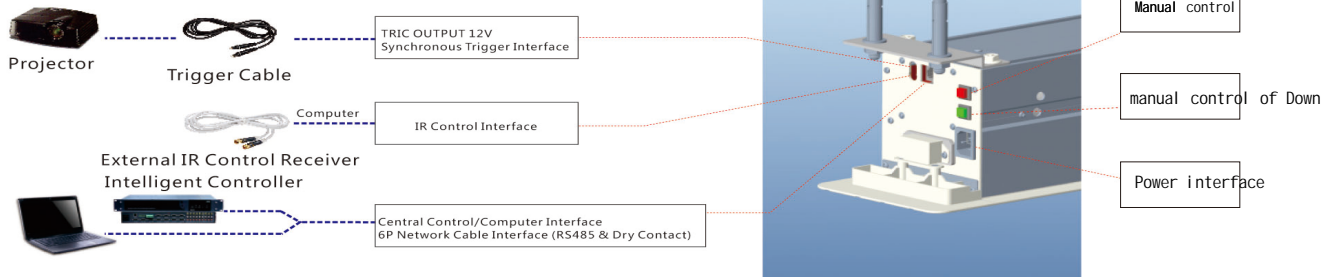 Projector
Trigger Cable
TRIC OUTPUT 12V
Synchronous Trigger Interface
Computer
IR Control Interface
External IR Control Receiver
Intelligent Controller
Central Control/Computer Interface
6P Network Cable Interface (RS485 & Dry Contact)
Manual control
manual control of Down
Power interface